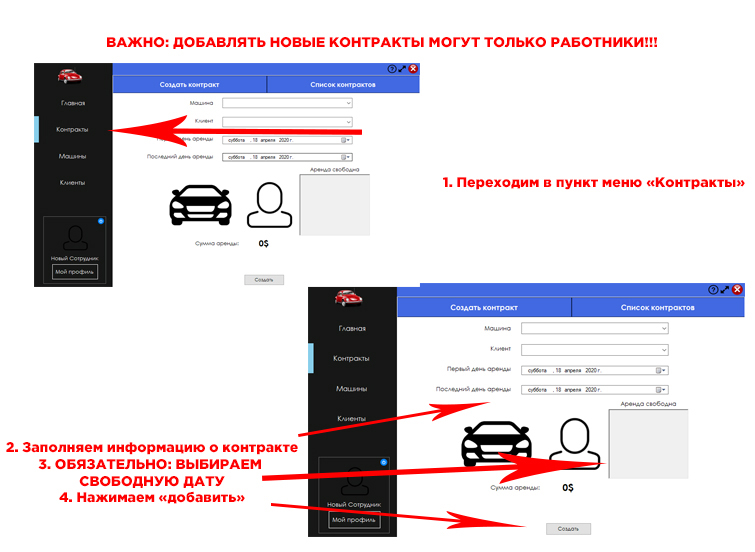 ВАЖНО: ДОБАВЛЯТЬ НОВЫЕ КОНТРАКТЫ МОГУТ ТОЛЬКО РАБОТНИКИ!!!
Создать контракт Список контрактов
Главная
Контракты
Машины
Клиенты
Новый Сотрудник
Мой профиль
Машина
Клиент
день аренды суббота , 18 апреля 2020 г.
Последний день аренды суббота , 18 апреля 2020 г.
Аренда свободна
Сумма аренды: 0$
Создать
1. Переходим в пункт меню «Контракты»
Создать контракт Список контрактов
Главная
Контракты
Машины
Клиенты
Новый Сотрудник
Мой профиль
Машина
Клиент
Первый день аренды суббота , 18 апреля 2020 г.
Последний день аренды суббота , 18 апреля 2020 г.
Аренда свободна
Сумма аренды: 0$
Создать
2. Заполняем информацию о контракте
3. ОБЯЗАТЕЛЬНО: ВЫБИРАЕМ
СВОБОДНУЮ ДАТУ
4. Нажимаем «добавить»